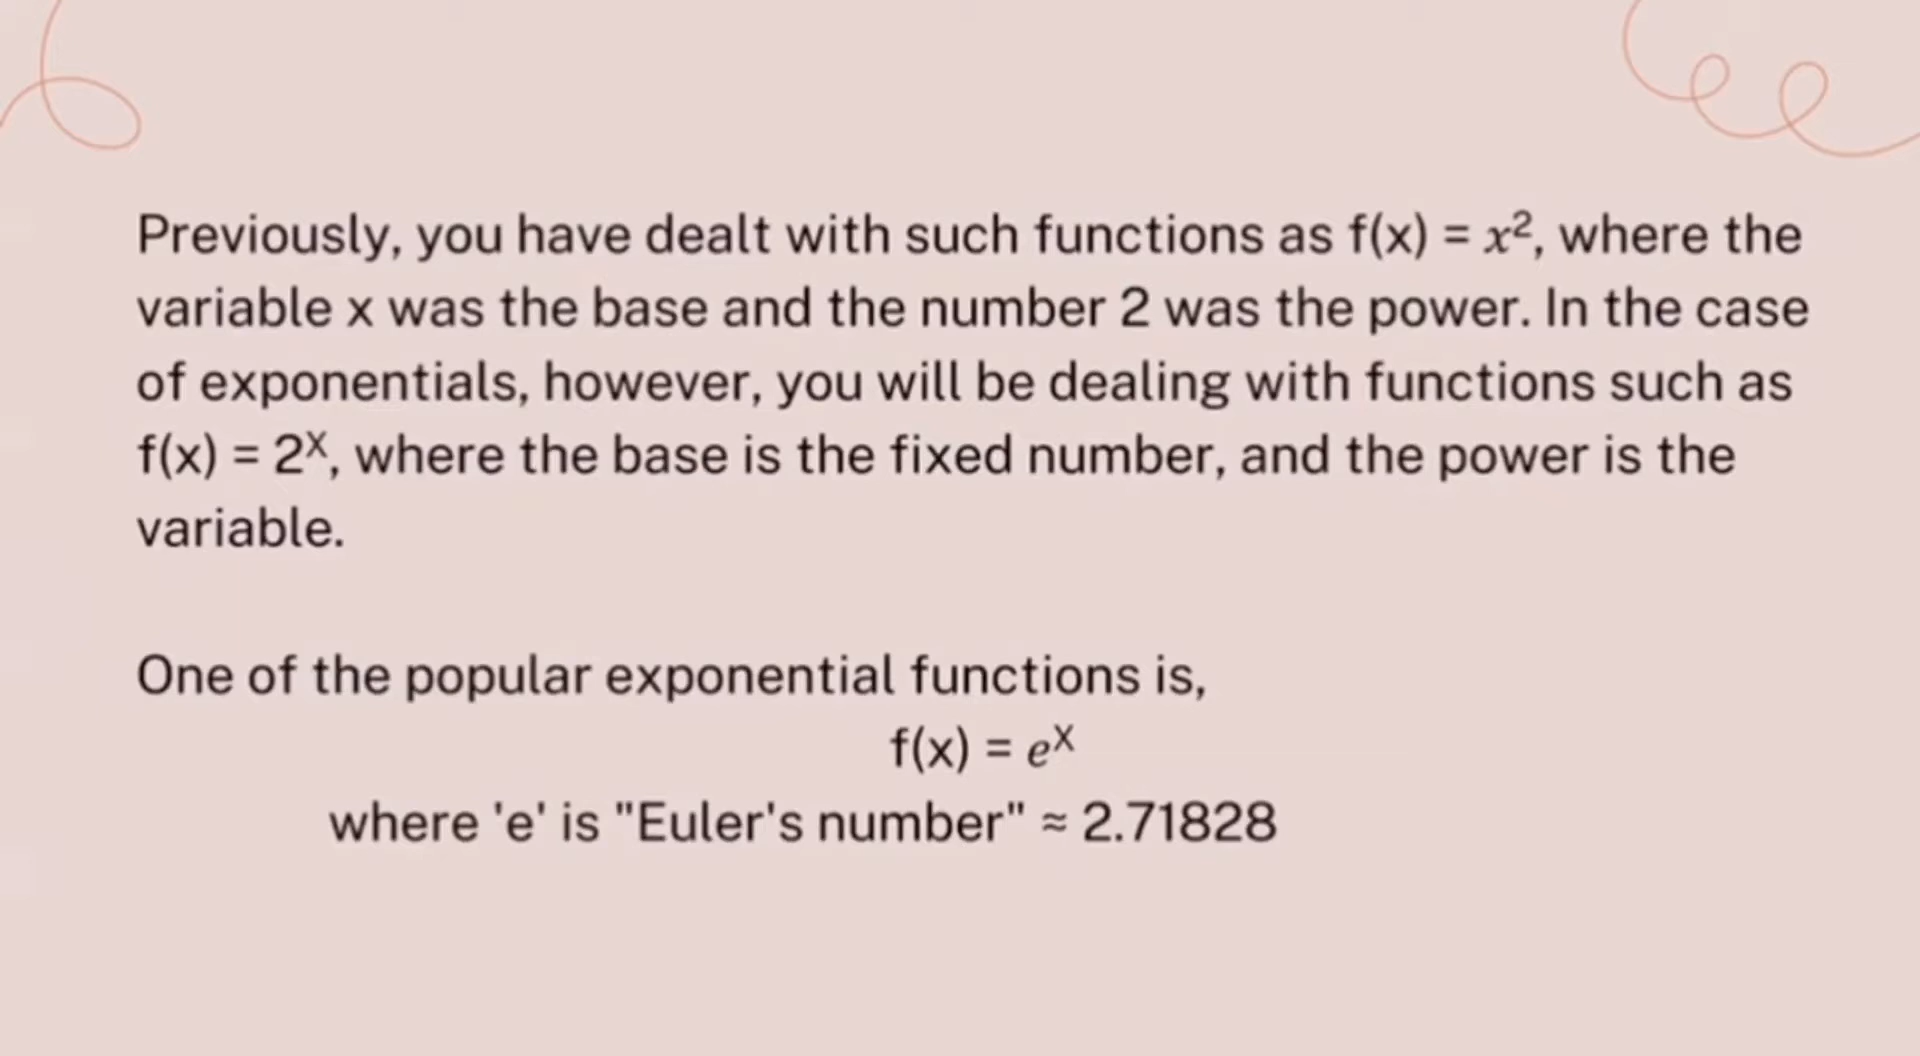 Previously, you have dealt with such functions as f(x) = x², where the
variable x was the base and the number 2 was the power. In the case
of exponentials, however, you will be dealing with functions such as
f(x) = 2ˣ, where the base is the fixed number, and the power is the
variable.
One of the popular exponential functions is,
f(x) = eˣ
where 'e' is "Euler's number" ≈ 2.71828